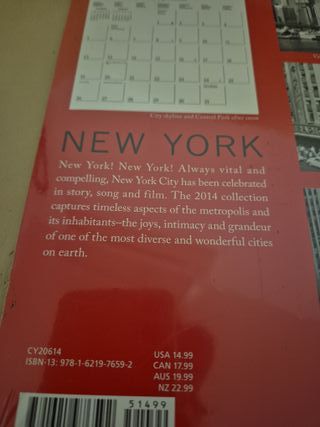 City skyline and Central Park after snow
NEW YORK
New York! New York! Always vital and
compelling, New York City has been celebrated
in story, song and film. The 2014 collection
captures timeless aspects of the metropolis and
its inhabitants–the joys, intimacy and grandeur
of one of the most diverse and wonderful cities
on earth.
CY20614
ISBN-13: 978-1-6219-7659-2
USA 14.99
CAN 17.99
AUS 19.99
NZ 22.99
51499